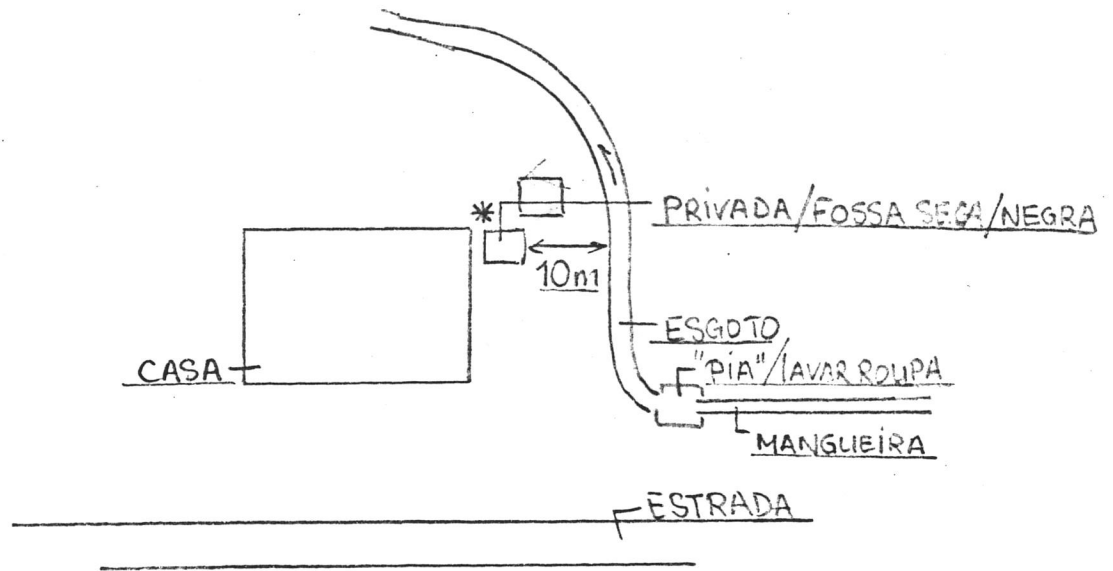 *
PRIVADA/FOSSA SECA/NEGRA
10m
ESGOTO
"PIA"/LAVAR ROUPA
CASA
MANGUEIRA
ESTRADA